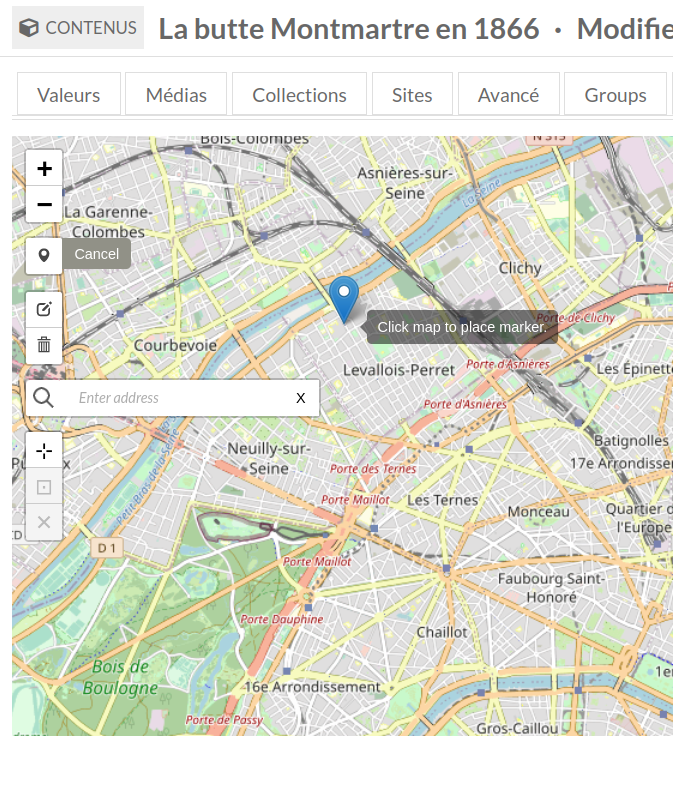 CONTENUS La butte Montmartre en 1866 · Modifie
Valeurs Médias Collections Sites Avancé Groups
Bois-Colombes
N 315
+
−
Asnières-sur-
Seine
La Seine
La Garenne-
Colombes
Cancel
Clichy
Porte de Clichy
Click map to place marker.
Courbevoie
Levallois-Perret
Porte d'Asnières
Les Épinette
Enter address X
Porte d'Asnières
Batignolles
17e Arrondisse
Neuilly-sur-
Seine
Porte des Ternes
Petit-Bras de la Seine
Porte Maillot
Les Ternes
Monceau
Quartier d
l'Europe
D 1
Porte Maillot
Faubourg Saint-
Honoré
Porte Dauphine
Chaillot
Bois de
Boulogne
16e Arrondissement
1er
Porte de Passy
Gros-Caillou